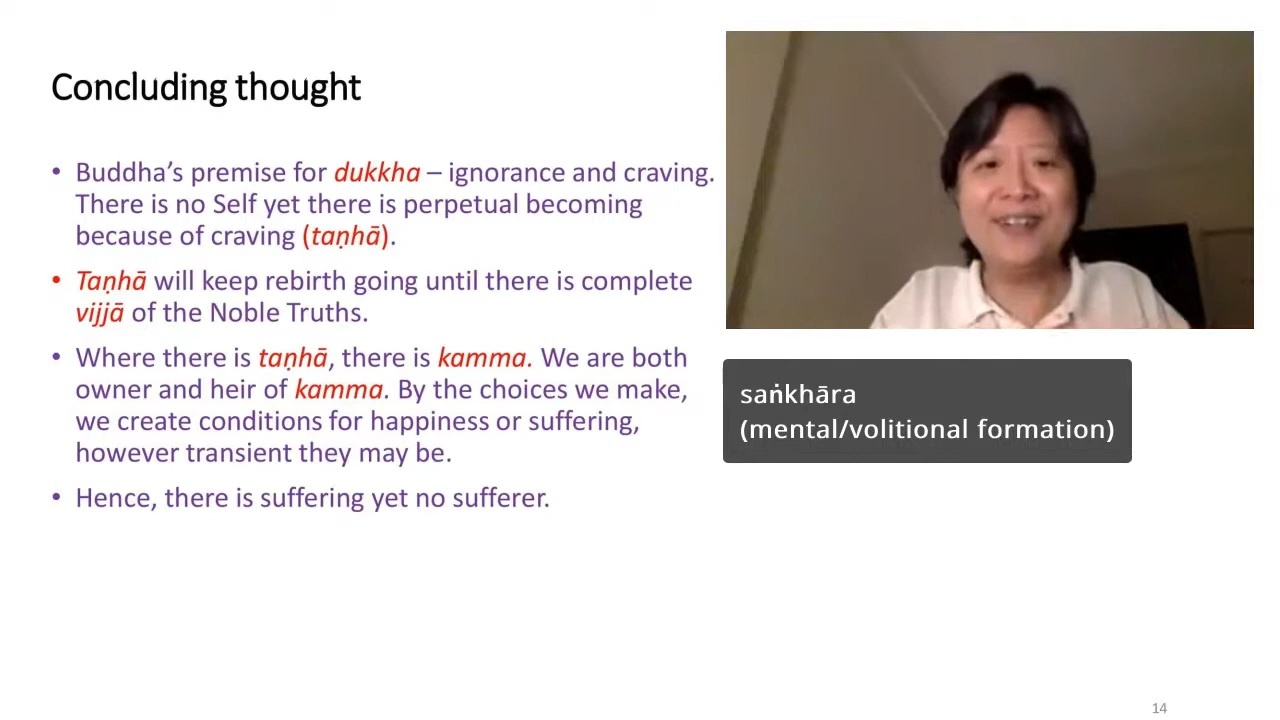 Concluding thought
• Buddha’s premise for dukkha – ignorance and craving.
There is no Self yet there is perpetual becoming
because of craving (taṇhā).
• Taṇhā will keep rebirth going until there is complete
vijjā of the Noble Truths.
• Where there is taṇhā, there is kamma. We are both
owner and heir of kamma. By the choices we make,
we create conditions for happiness or suffering,
however transient they may be.
• Hence, there is suffering yet no sufferer.
saṅkhāra
(mental/volitional formation)
14